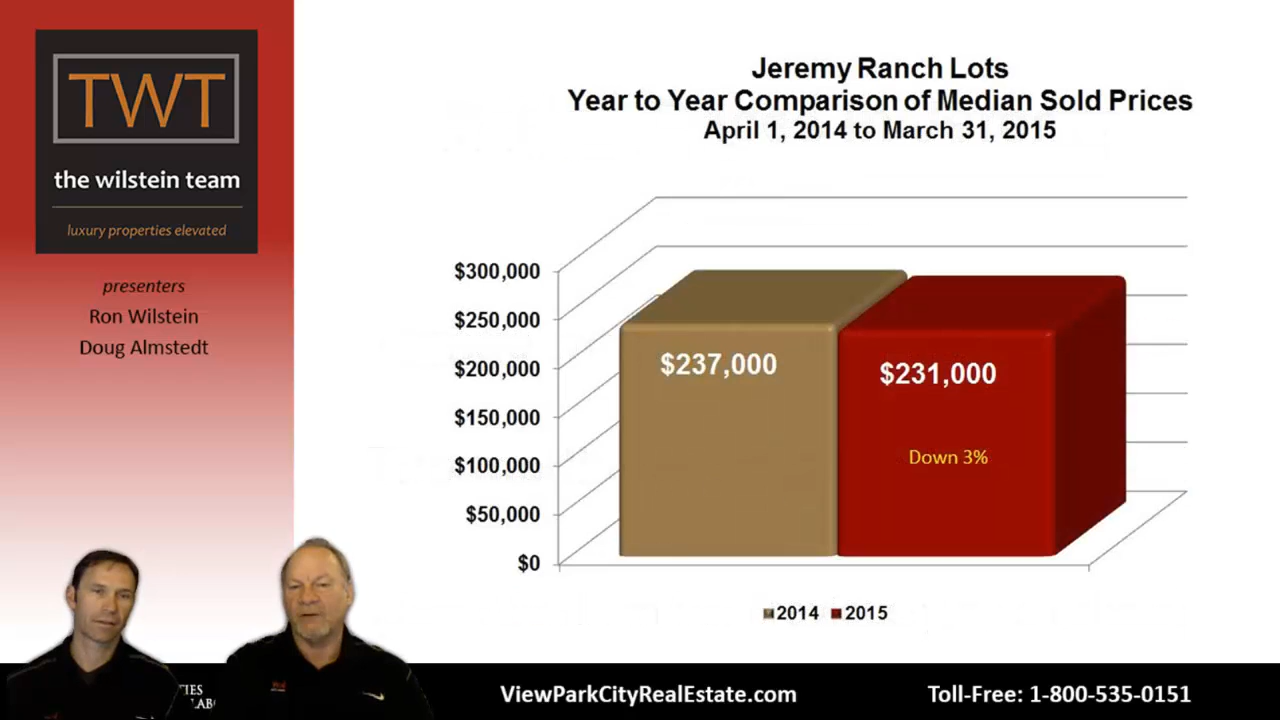 TWT
the wilstein team
luxury properties elevated
presenters
Ron Wilstein
Doug Almstedt
Jeremy Ranch Lots
Year to Year Comparison of Median Sold Prices
April 1, 2014 to March 31, 2015
$300,000
$250,000
$200,000
$150,000
$100,000
$50,000
$0
$237,000
$231,000
Down 3%
2014 2015
ViewParkCityRealEstate.com
Toll-Free: 1-800-535-0151